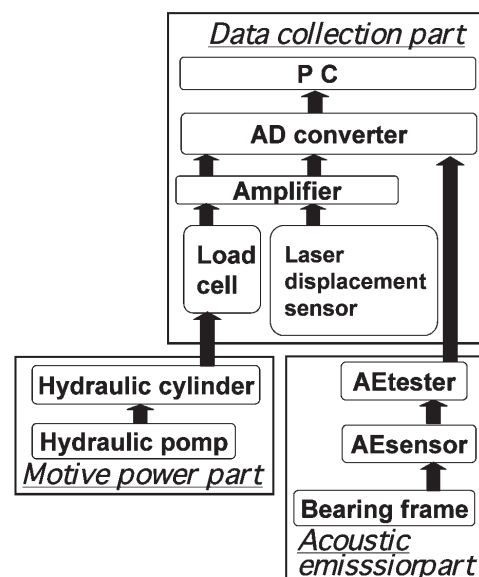 Data collection part
P C
AD converter
Amplifier
Load
cell
Laser
displacement
sensor
Hydraulic cylinder
Hydraulic pomp
Motive power part
AEtester
AEsensor
Bearing frame
Acoustic
emisssiorpart